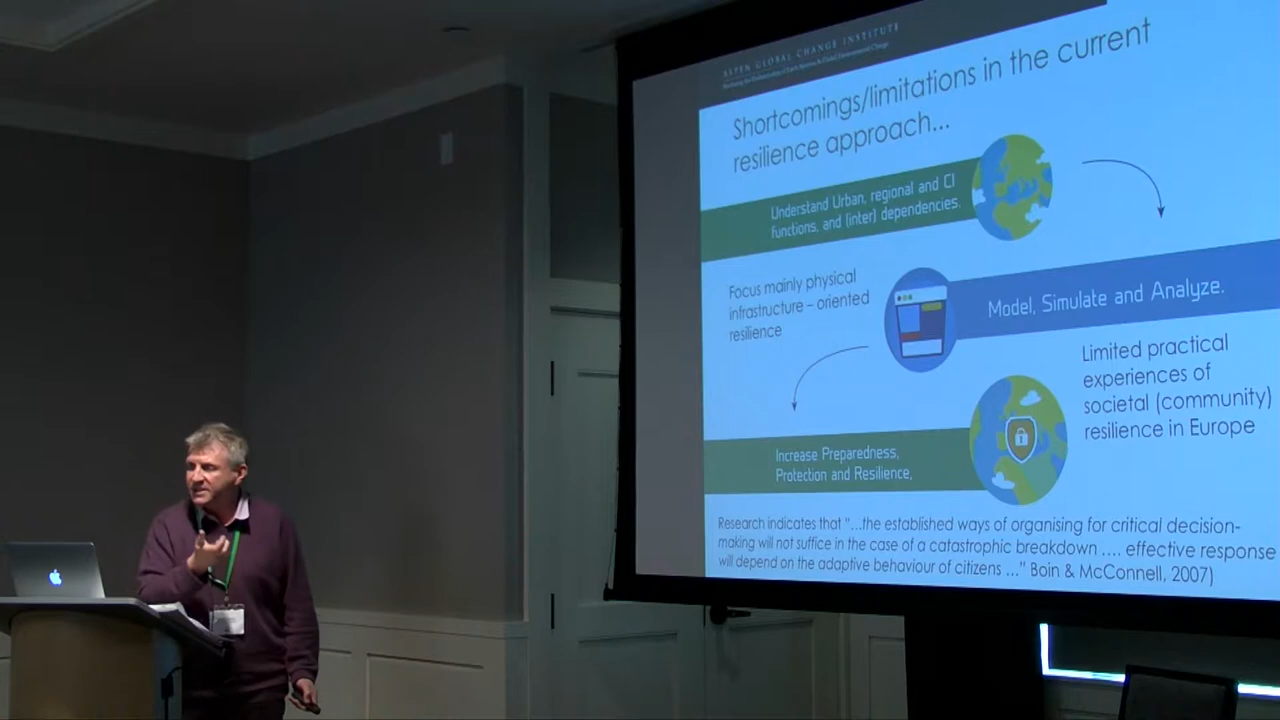 ASPEN GLOBAL CHANGE INSTITUTE
Shortcomings/limitations in the current
resilience approach...
Understand Urban, regional and CI
functions, and (inter) dependencies.
Focus mainly physical
infrastructure – oriented
resilience
Model, Simulate and Analyze.
Limited practical
experiences of
societal (community)
resilience in Europe
Increase Preparedness,
Protection and Resilience,
Research indicates that “...the established ways of organising for critical decision-
making will not suffice in the case of a catastrophic breakdown .... effective response
will depend on the adaptive behaviour of citizens ...” Boin & McConnell, 2007)